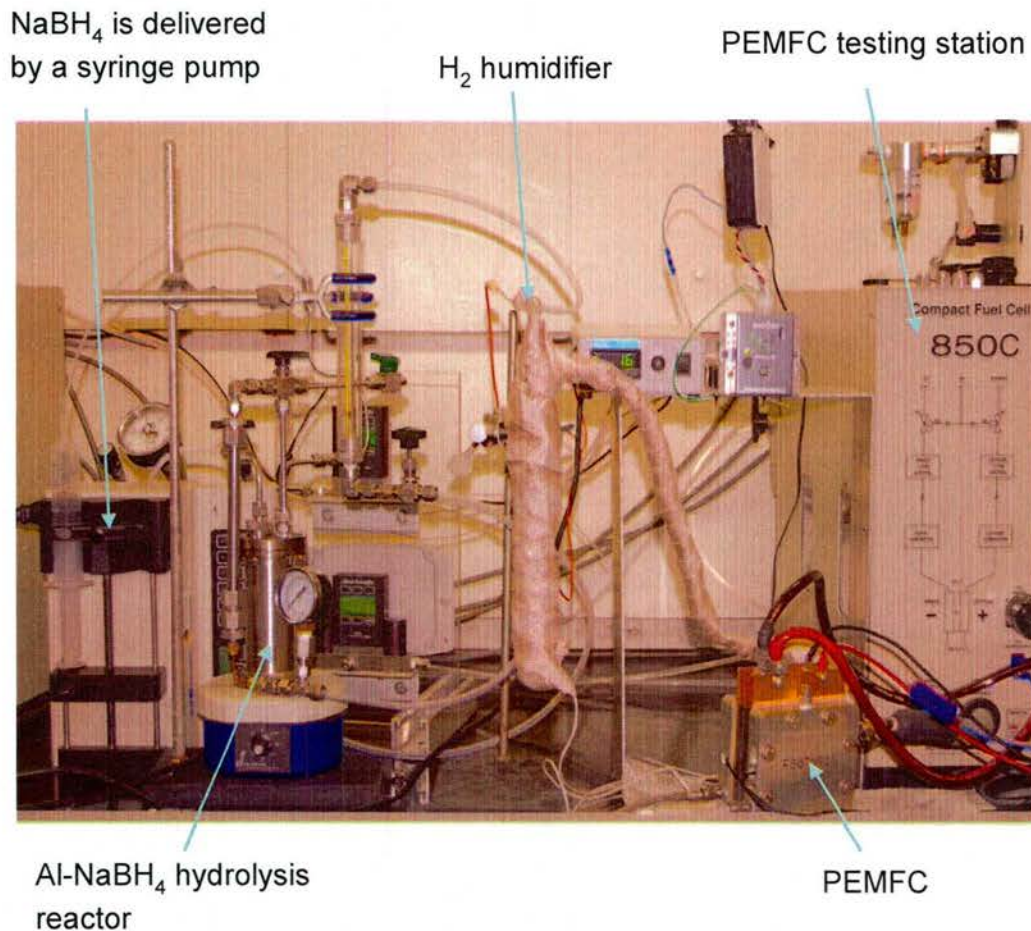 NaBH₄ is delivered
by a syringe pump
H₂ humidifier
PEMFC testing station
Compact Fuel Cell
850C
16
Al-NaBH₄ hydrolysis
reactor
PEMFC